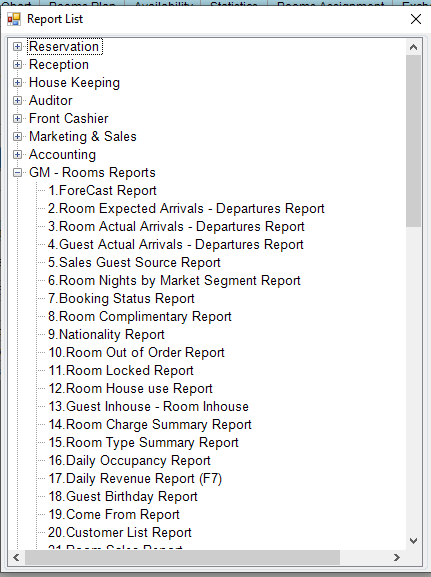 Chart Rooms Plan Availability Statistics Rooms Assignment
Report List
Reservation
Reception
House Keeping
Auditor
Front Cashier
Marketing & Sales
Accounting
GM - Rooms Reports
1.ForeCast Report
2.Room Expected Arrivals - Departures Report
3.Room Actual Arrivals - Departures Report
4.Guest Actual Arrivals - Departures Report
5.Sales Guest Source Report
6.Room Nights by Market Segment Report
7.Booking Status Report
8.Room Complimentary Report
9.Nationality Report
10.Room Out of Order Report
11.Room Locked Report
12.Room House use Report
13.Guest Inhouse - Room Inhouse
14.Room Charge Summary Report
15.Room Type Summary Report
16.Daily Occupancy Report
17.Daily Revenue Report (F7)
18.Guest Birthday Report
19.Come From Report
20.Customer List Report
21.Room Sales Report